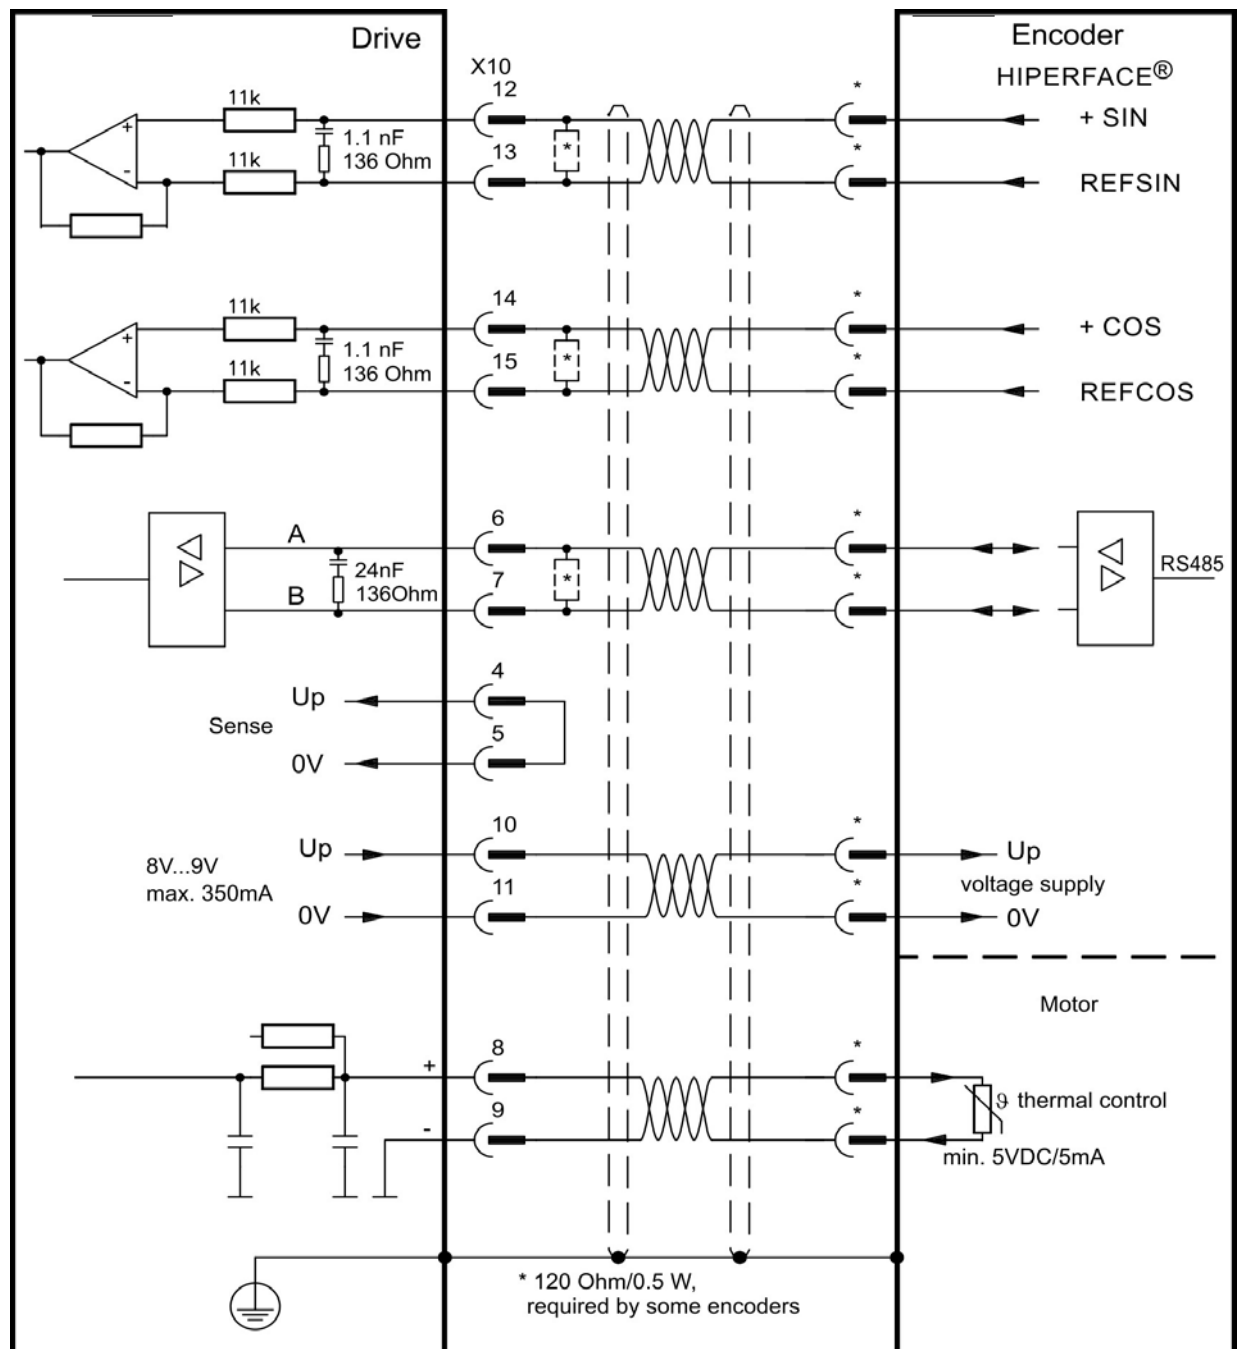 Drive
Encoder
HIPERFACE®
X10
12
*
11k
+
1.1 nF
136 Ohm
*
+ SIN
13
*
11k
-
REFSIN
14
*
11k
+
1.1 nF
136 Ohm
*
+ COS
15
*
11k
-
REFCOS
6
*
A
24nF
136Ohm
*
RS485
7
*
B
4
Up
Sense
5
0V
10
*
Up
Up
8V...9V
max. 350mA
voltage supply
11
*
0V
0V
Motor
8
*
+
ϑ thermal control
9
*
-
min. 5VDC/5mA
* 120 Ohm/0.5 W,
required by some encoders